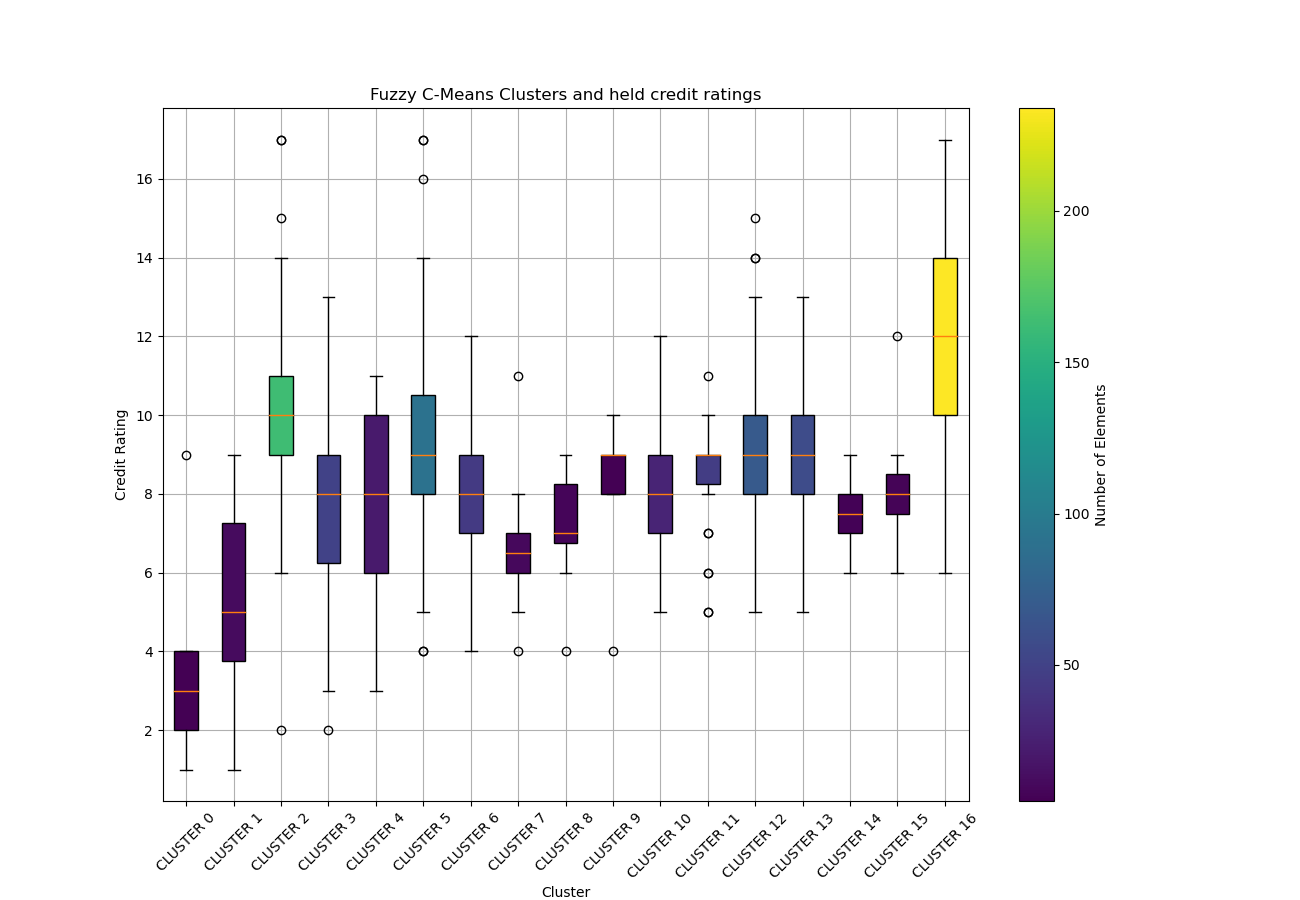 Fuzzy C-Means Clusters and held credit ratings
16
14
12
10
8
6
4
2
Credit Rating
CLUSTER 0
CLUSTER 1
CLUSTER 2
CLUSTER 3
CLUSTER 4
CLUSTER 5
CLUSTER 6
CLUSTER 7
CLUSTER 8
CLUSTER 9
CLUSTER 10
CLUSTER 11
CLUSTER 12
CLUSTER 13
CLUSTER 14
CLUSTER 15
CLUSTER 16
Cluster
200
150
100
50
Number of Elements